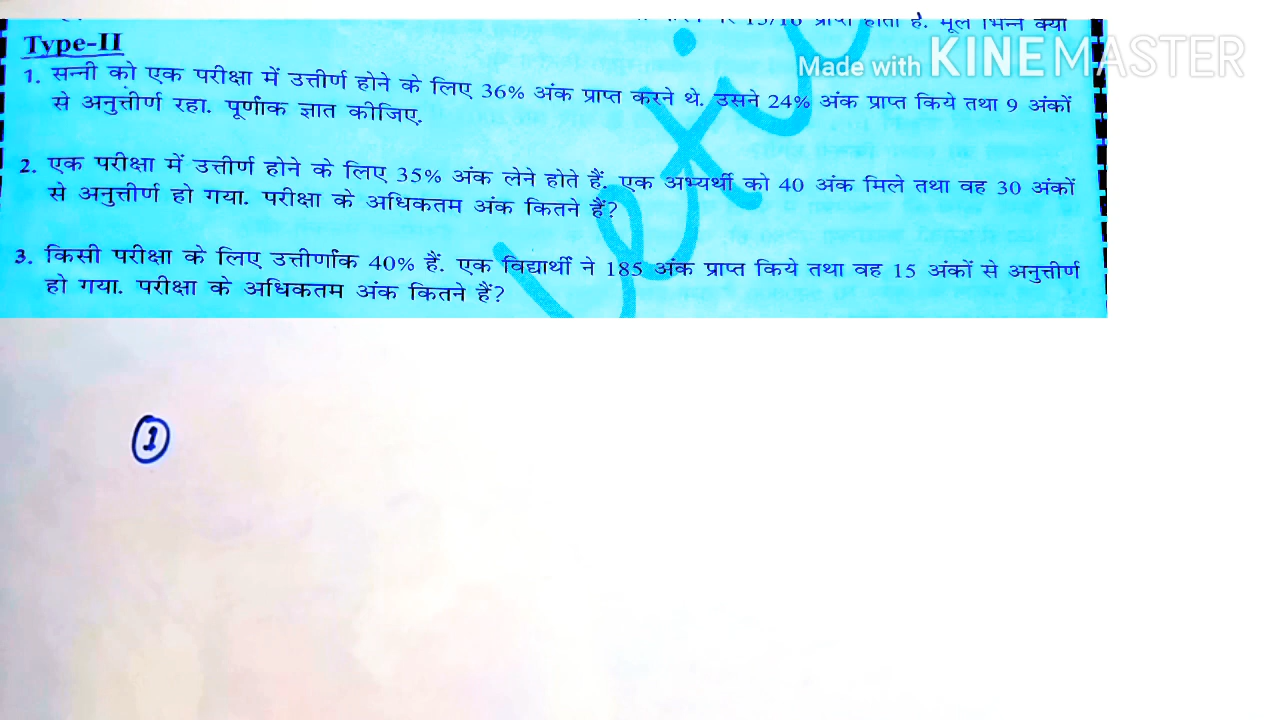 15/16 प्राप्त होता है. मूल भिन्न क्या
Made with KINEMASTER
Type-II
1. सन्नी को एक परीक्षा में उत्तीर्ण होने के लिए 36% अंक प्राप्त करने थे. उसने 24% अंक प्राप्त किये तथा 9 अंकों
से अनुत्तीर्ण रहा. पूर्णांक ज्ञात कीजिए.
2. एक परीक्षा में उत्तीर्ण होने के लिए 35% अंक लेने होते हैं. एक अभ्यर्थी को 40 अंक मिले तथा वह 30 अंकों
से अनुत्तीर्ण हो गया. परीक्षा के अधिकतम अंक कितने हैं?
3. किसी परीक्षा के लिए उत्तीर्णांक 40% हैं. एक विद्यार्थी ने 185 अंक प्राप्त किये तथा वह 15 अंकों से अनुत्तीर्ण
हो गया. परीक्षा के अधिकतम अंक कितने हैं?
1